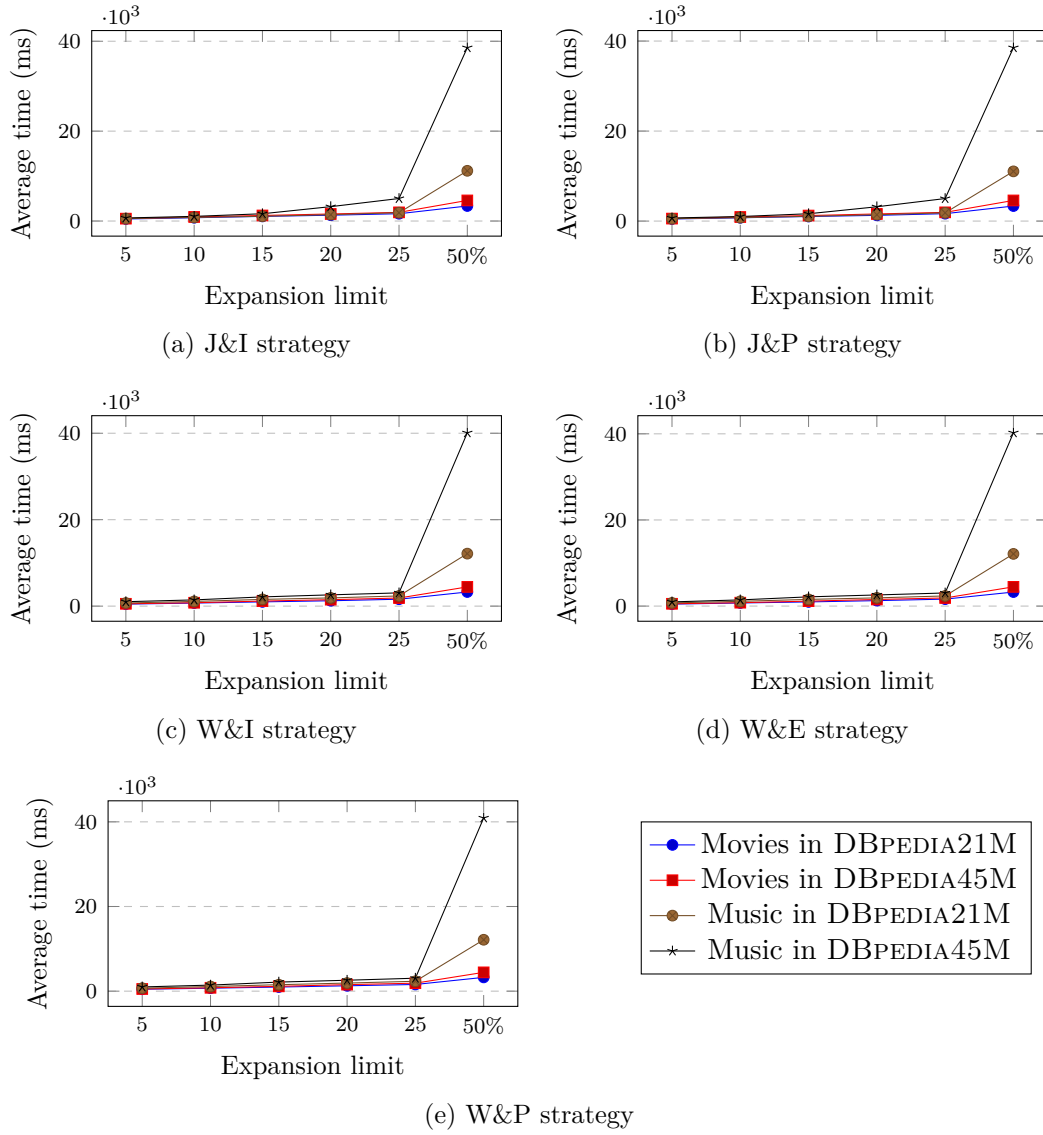 ·10³
40
20
0
Average time (ms)
5 10 15 20 25 50%
Expansion limit
(a) J&I strategy
·10³
40
20
0
Average time (ms)
5 10 15 20 25 50%
Expansion limit
(b) J&P strategy
·10³
40
20
0
Average time (ms)
5 10 15 20 25 50%
Expansion limit
(c) W&I strategy
·10³
40
20
0
Average time (ms)
5 10 15 20 25 50%
Expansion limit
(d) W&E strategy
·10³
40
20
0
Average time (ms)
5 10 15 20 25 50%
Expansion limit
Movies in DBPEDIA21M
Movies in DBPEDIA45M
Music in DBPEDIA21M
Music in DBPEDIA45M
(e) W&P strategy